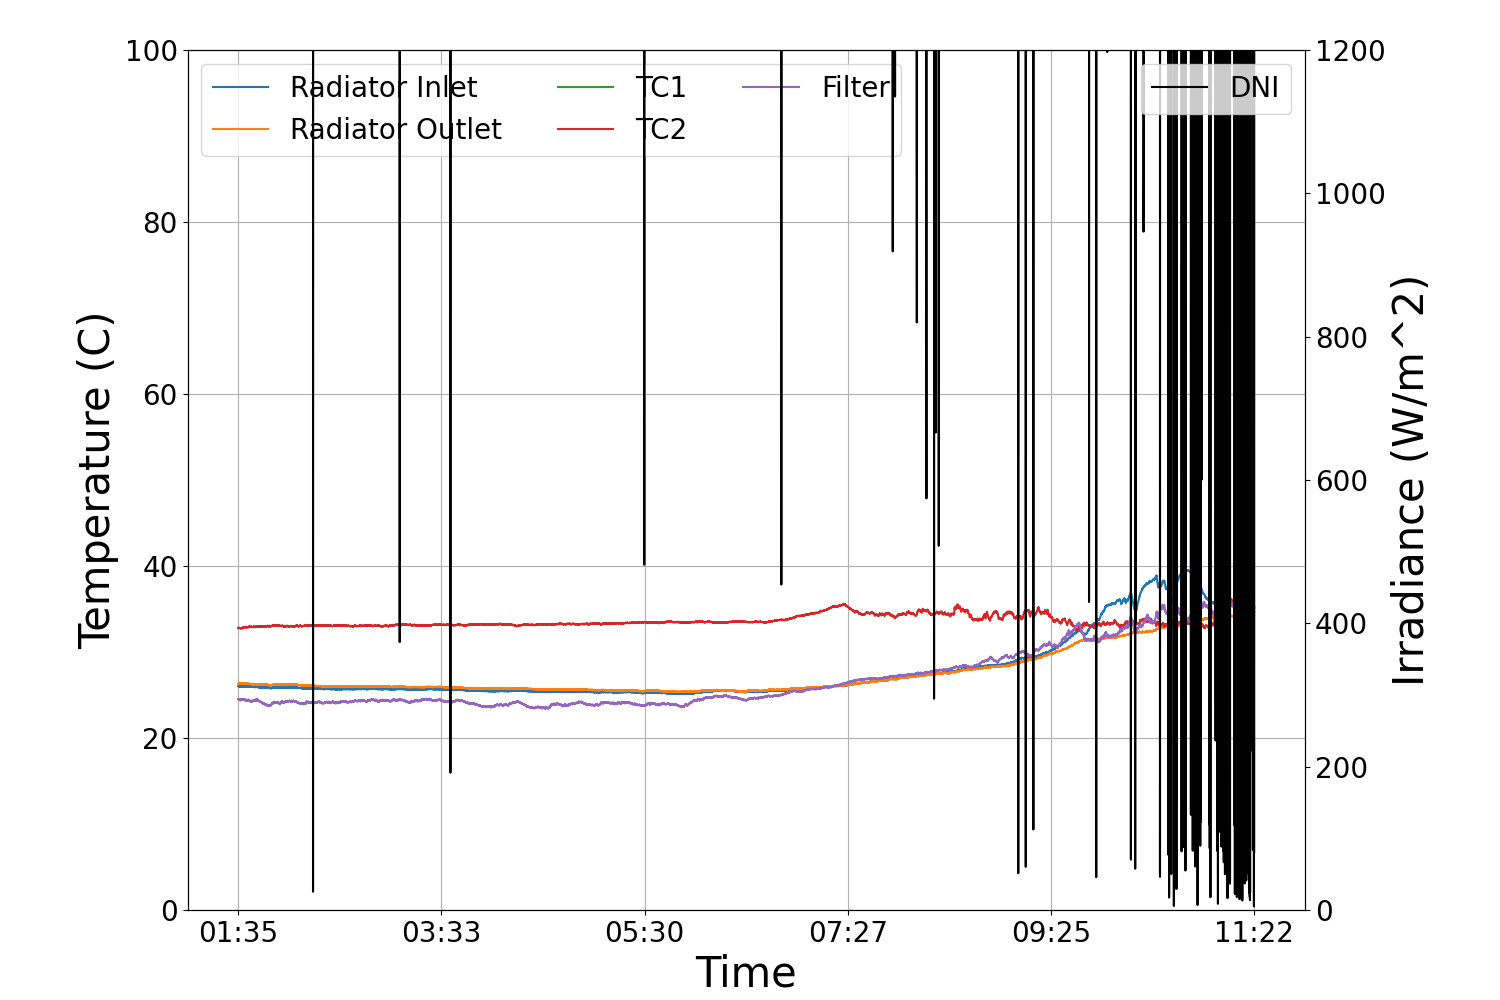 100
80
60
40
20
0
Temperature (C)
Radiator Inlet
Radiator Outlet
TC1
TC2
Filter
DNI
1200
1000
800
600
400
200
0
Irradiance (W/m^2)
01:35 03:33 05:30 07:27 09:25 11:22
Time